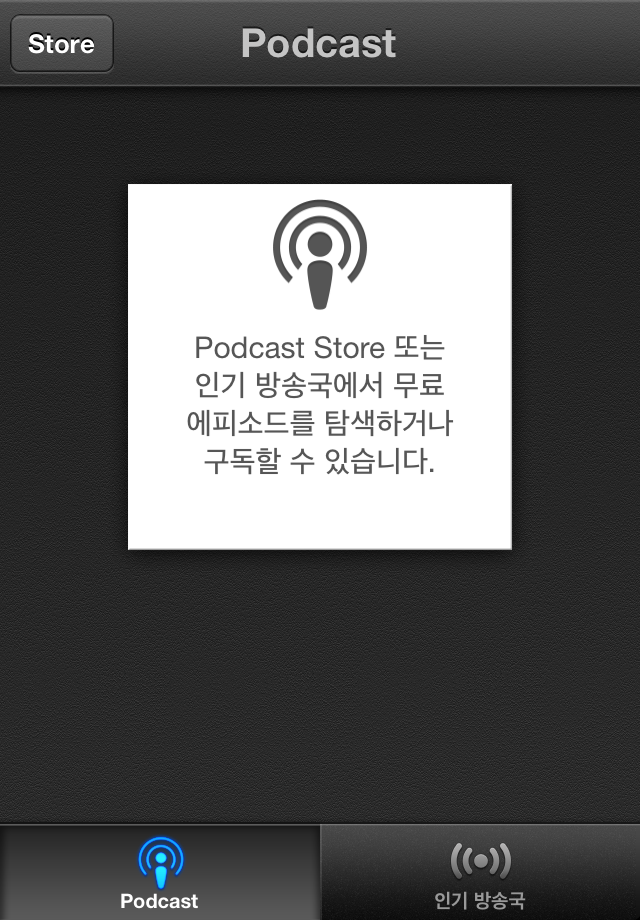 Store
Podcast
Podcast Store 또는
인기 방송국에서 무료
에피소드를 탐색하거나
구독할 수 있습니다.
Podcast
인기 방송국